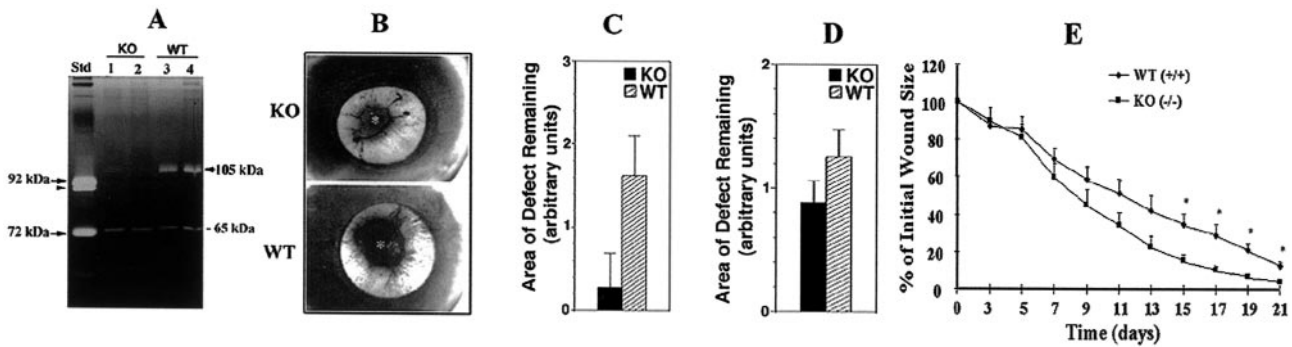 A
KO WT
Std 1 2 3 4
92 kDa
105 kDa
72 kDa
65 kDa
B
KO
*
WT
*
C
Area of Defect Remaining
(arbitrary units)
3
2
1
0
KO
WT
D
Area of Defect Remaining
(arbitrary units)
2
1
0
KO
WT
E
% of Initial Wound Size
120
100
80
60
40
20
0
WT (+/+)
KO (-/-)
* * * *
0 3 5 7 9 11 13 15 17 19 21
Time (days)